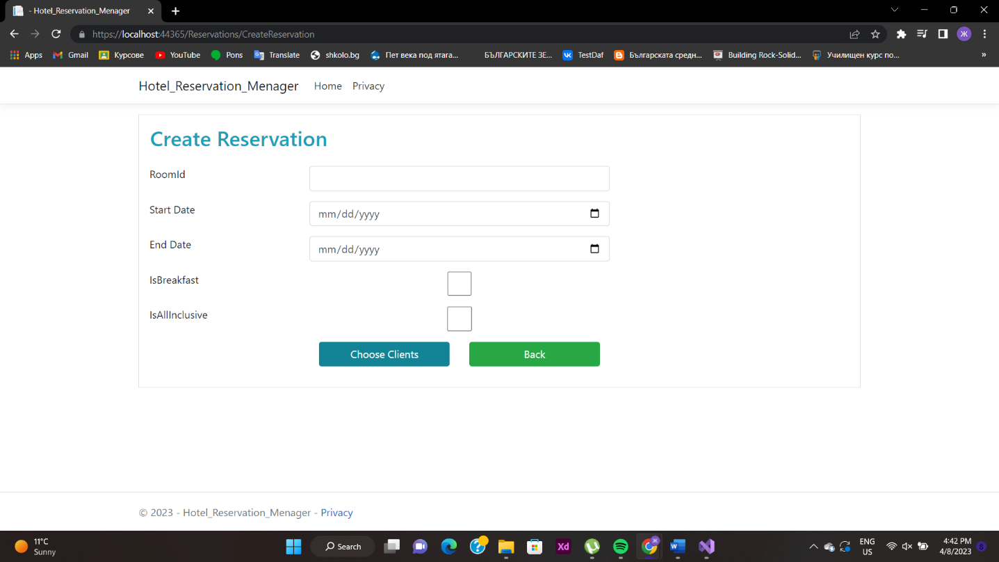 - Hotel_Reservation_Menager
https://localhost:44365/Reservations/CreateReservation
Ж
Apps Gmail Курсове YouTube Pons Translate shkolo.bg Пет века под ятага... БЪЛГАРСКИТЕ ЗЕ... TestDaf Българската средн... Building Rock-Solid... Училищен курс по... »
Hotel_Reservation_Menager Home Privacy
Create Reservation
RoomId
Start Date mm/dd/yyyy
End Date mm/dd/yyyy
IsBreakfast
IsAllInclusive
Choose Clients Back
© 2023 - Hotel_Reservation_Menager - Privacy
11°C
Sunny
Search
Xd
ENG
US
4:42 PM
4/8/2023
8